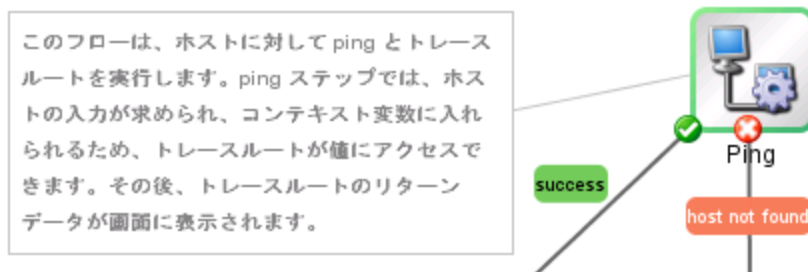 このフローは、ホストに対して ping とトレース
ルートを実行します。ping ステップでは、ホス
トの入力が求められ、コンテキスト変数に入れ
られるため、トレースルートが値にアクセスで
きます。その後、トレースルートのリターン
データが画面に表示されます。
Ping
success
host not found